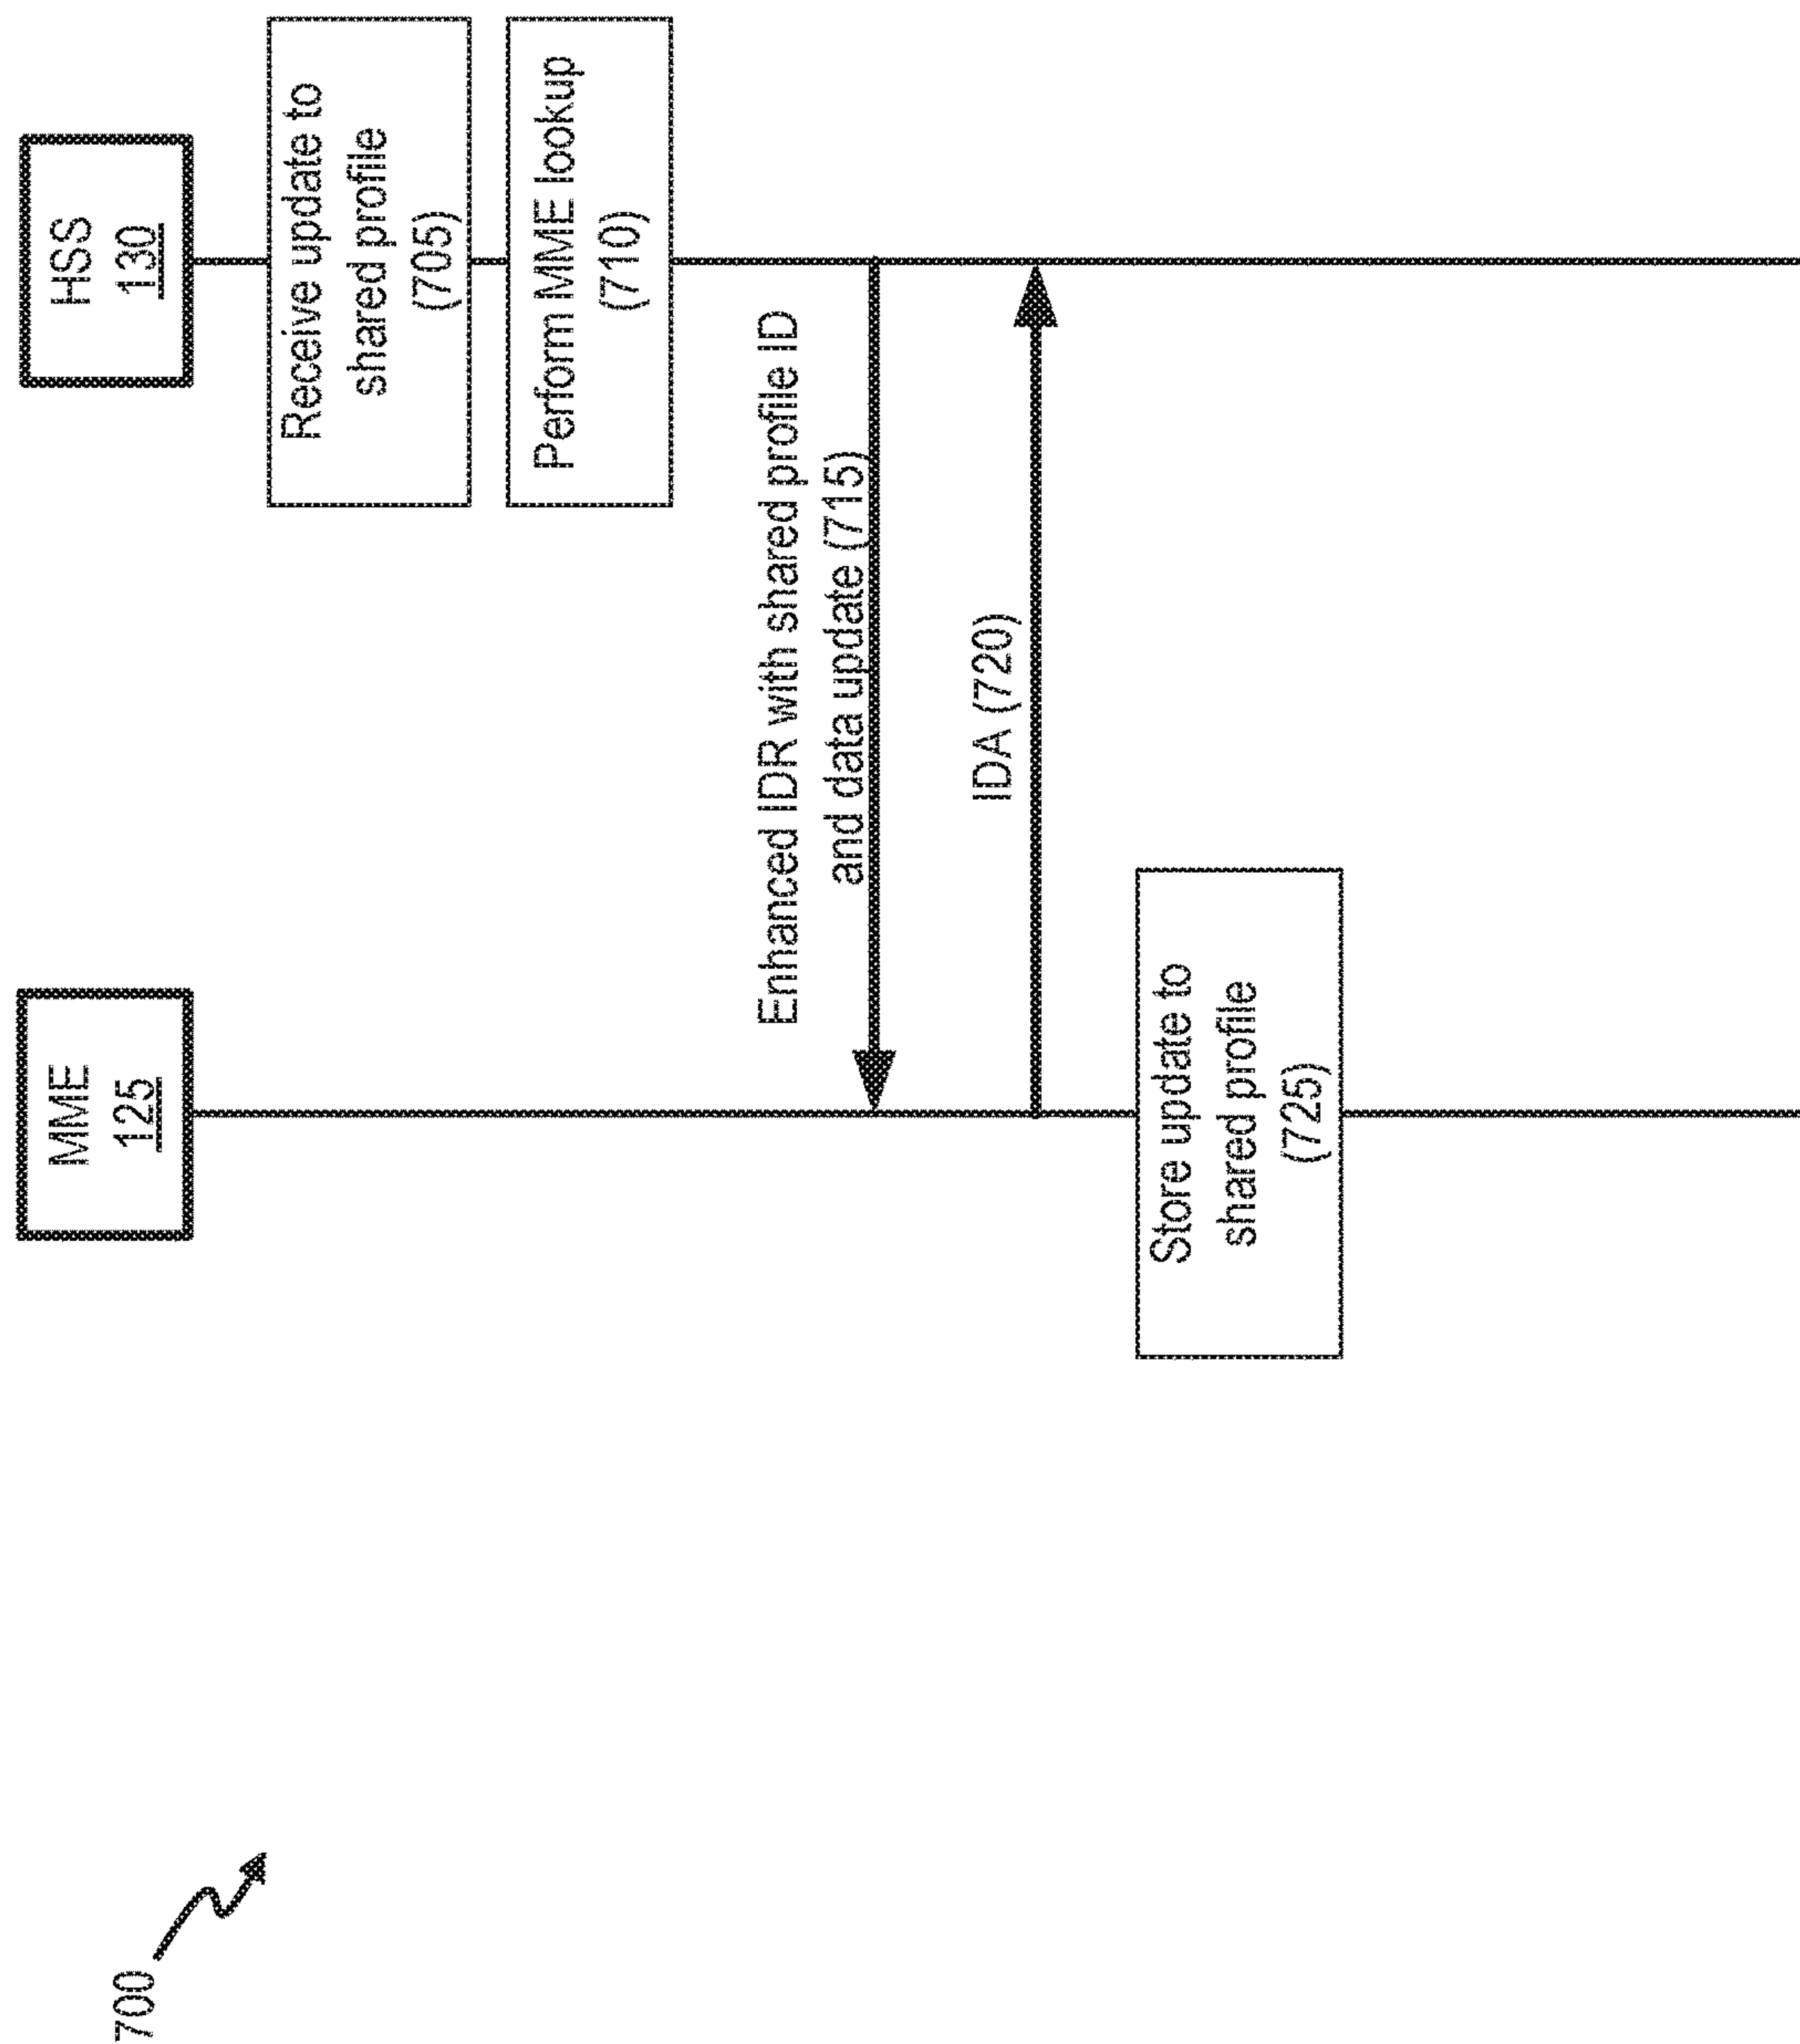 700
MME
125
HSS
130
Receive update to
shared profile
(705)
Perform MME lookup
(710)
Enhanced IDR with shared profile ID
and data update (715)
IDA (720)
Store update to
shared profile
(725)